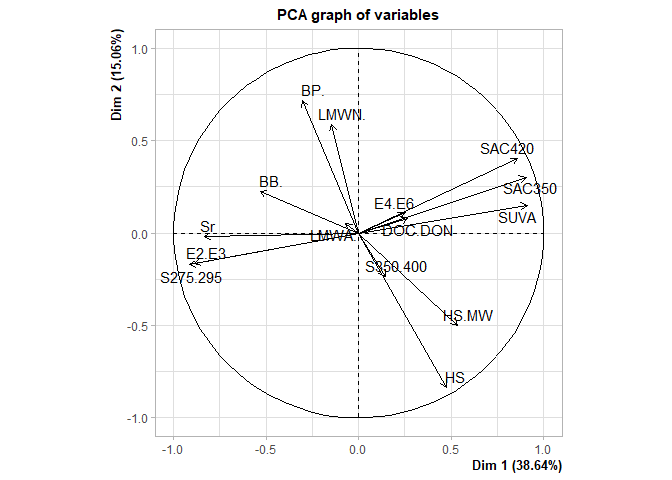 PCA graph of variables
Dim 2 (15.06%)
1.0
0.5
0.0
-0.5
-1.0
BP.
LMWN.
SAC420
BB.
SAC350
E4.E6
SUVA
Sr
DOC.DON
LMWA.
E2.E3
S350.400
S275.295
HS.MW
HS
-1.0 -0.5 0.0 0.5 1.0
Dim 1 (38.64%)